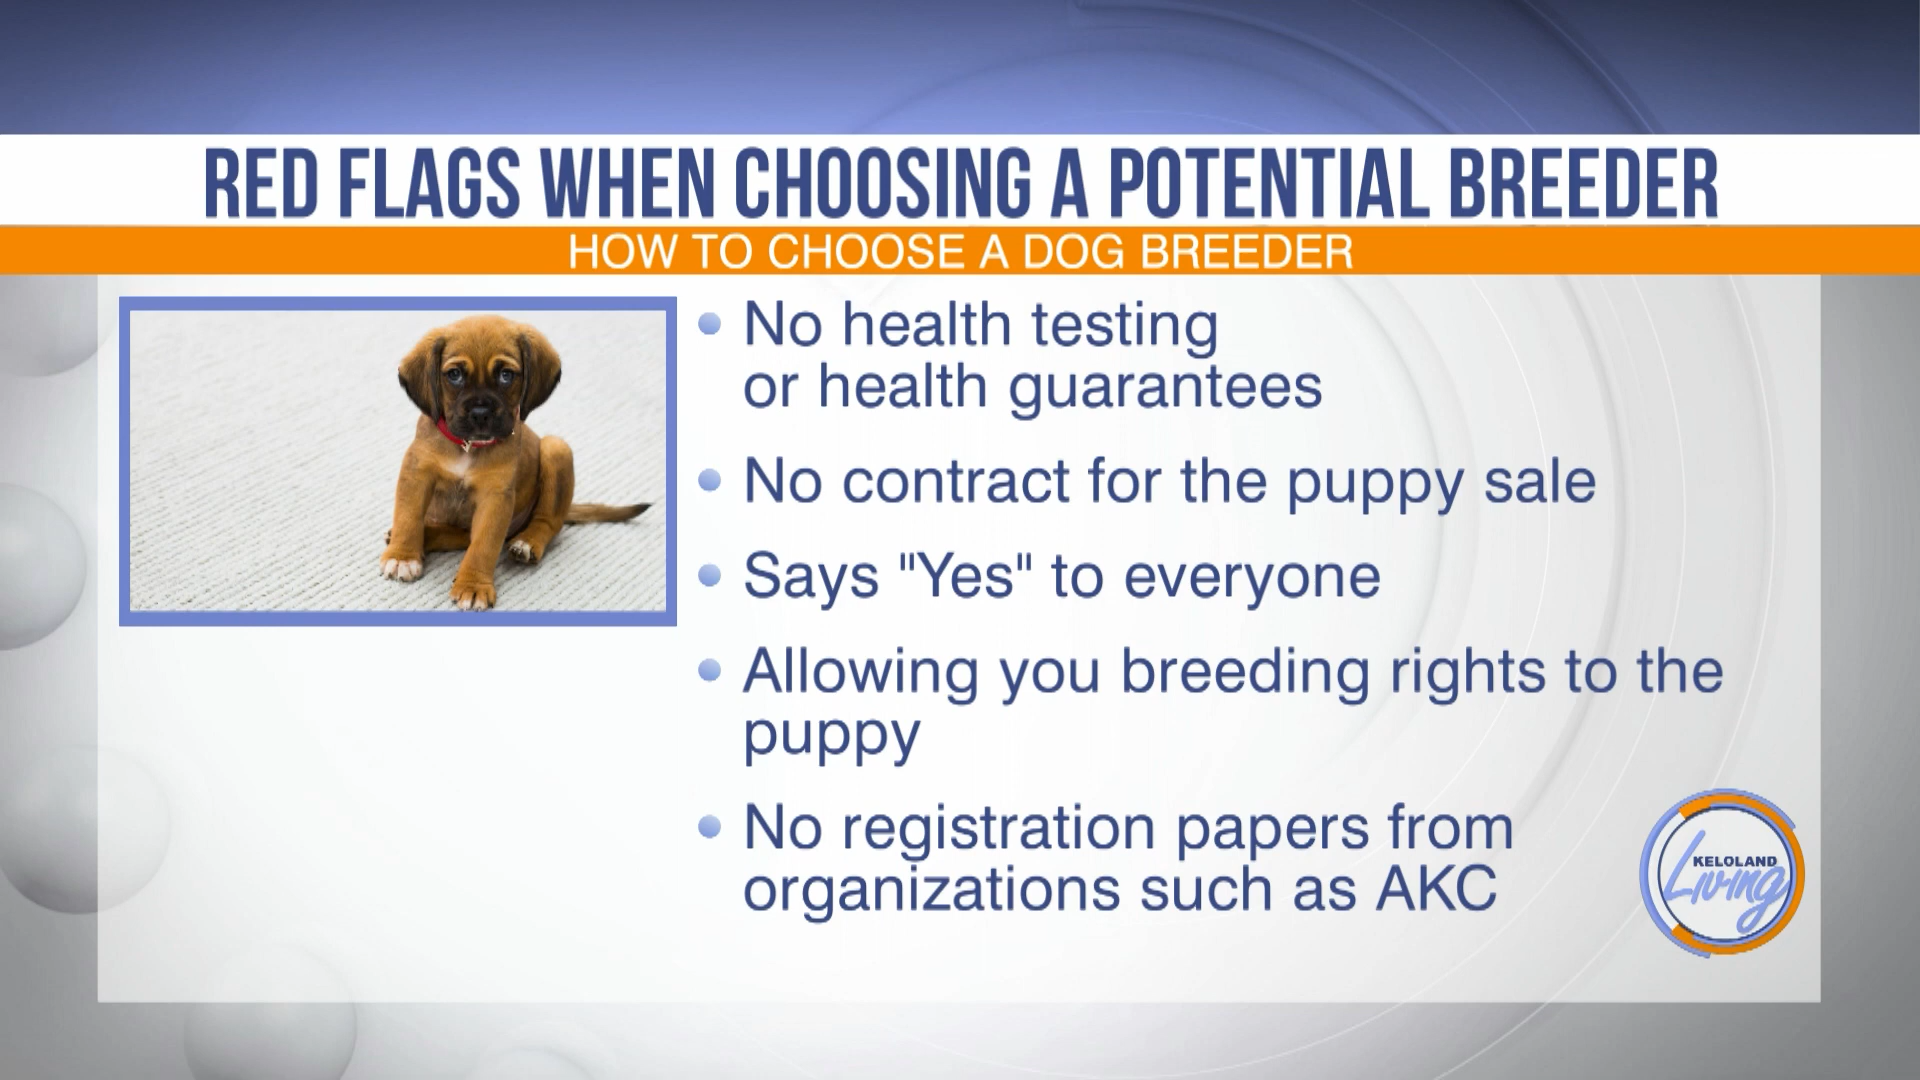 RED FLAGS WHEN CHOOSING A POTENTIAL BREEDER
HOW TO CHOOSE A DOG BREEDER
No health testing
or health guarantees
No contract for the puppy sale
Says "Yes" to everyone
Allowing you breeding rights to the
puppy
No registration papers from
organizations such as AKC
KELOLAND
Living